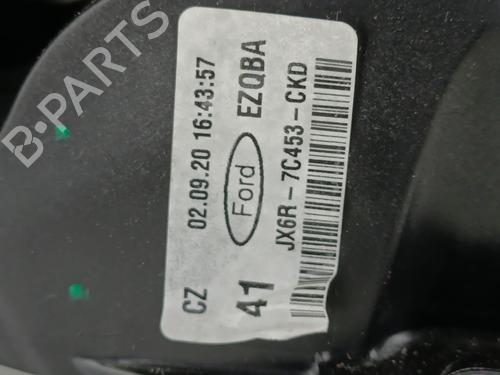 B-PARTS
CZ 02.09.20 16:43:57
41 Ford EZQBA
JX6R-7C453-CKD